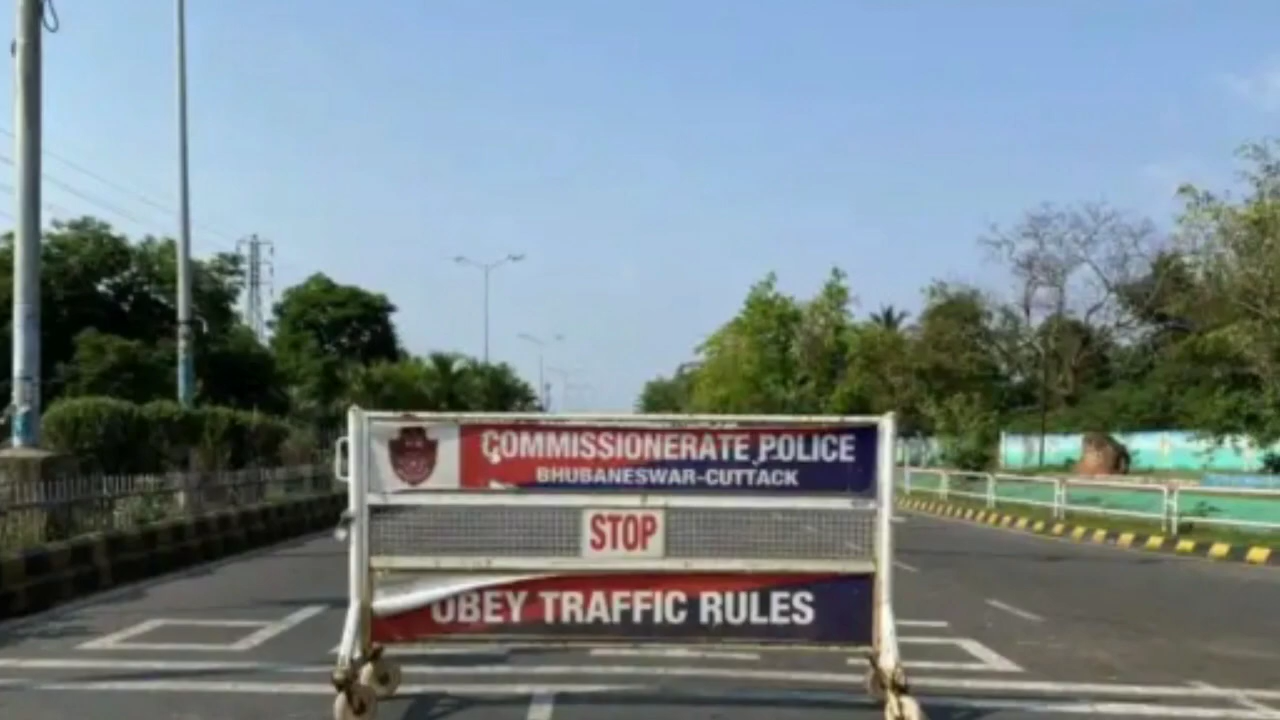 COMMISSIONERATE POLICE
BHUBANESWAR-CUTTACK
STOP
OBEY TRAFFIC RULES